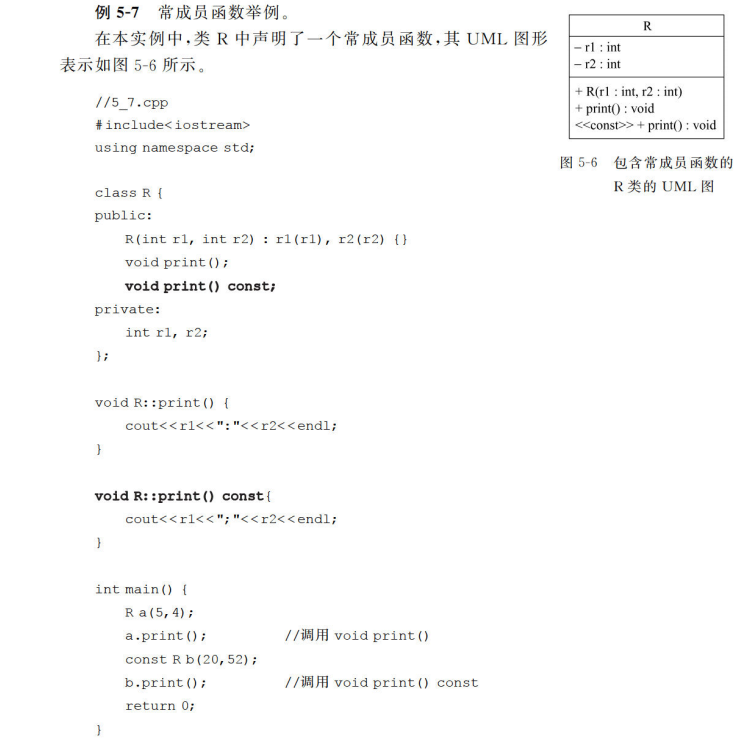 例 5-7 常成员函数举例。
在本实例中,类 R 中声明了一个常成员函数,其 UML 图形
表示如图 5-6 所示。
//5_7.cpp
#include<iostream>
using namespace std;
class R {
public:
R(int r1, int r2) : r1(r1), r2(r2) {}
void print();
void print() const;
private:
int r1, r2;
};
void R::print() {
cout<<r1<<":"<<r2<<endl;
}
void R::print() const{
cout<<r1<<";"<<r2<<endl;
}
int main() {
R a(5,4);
a.print(); //调用 void print()
const R b(20,52);
b.print(); //调用 void print() const
return 0;
}
R
– r1 : int
– r2 : int
+ R(r1 : int, r2 : int)
+ print() : void
<<const>> + print() : void
图 5-6 包含常成员函数的
R 类的 UML 图